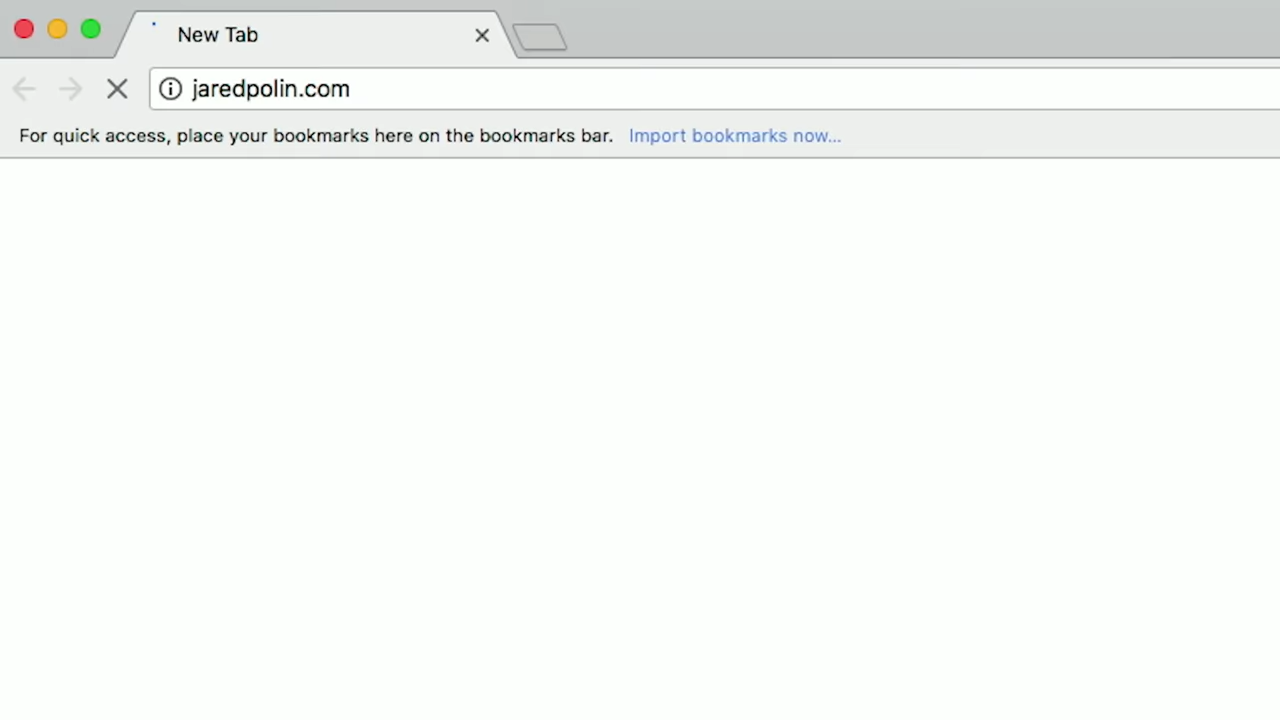 New Tab
jaredpolin.com
For quick access, place your bookmarks here on the bookmarks bar. Import bookmarks now...